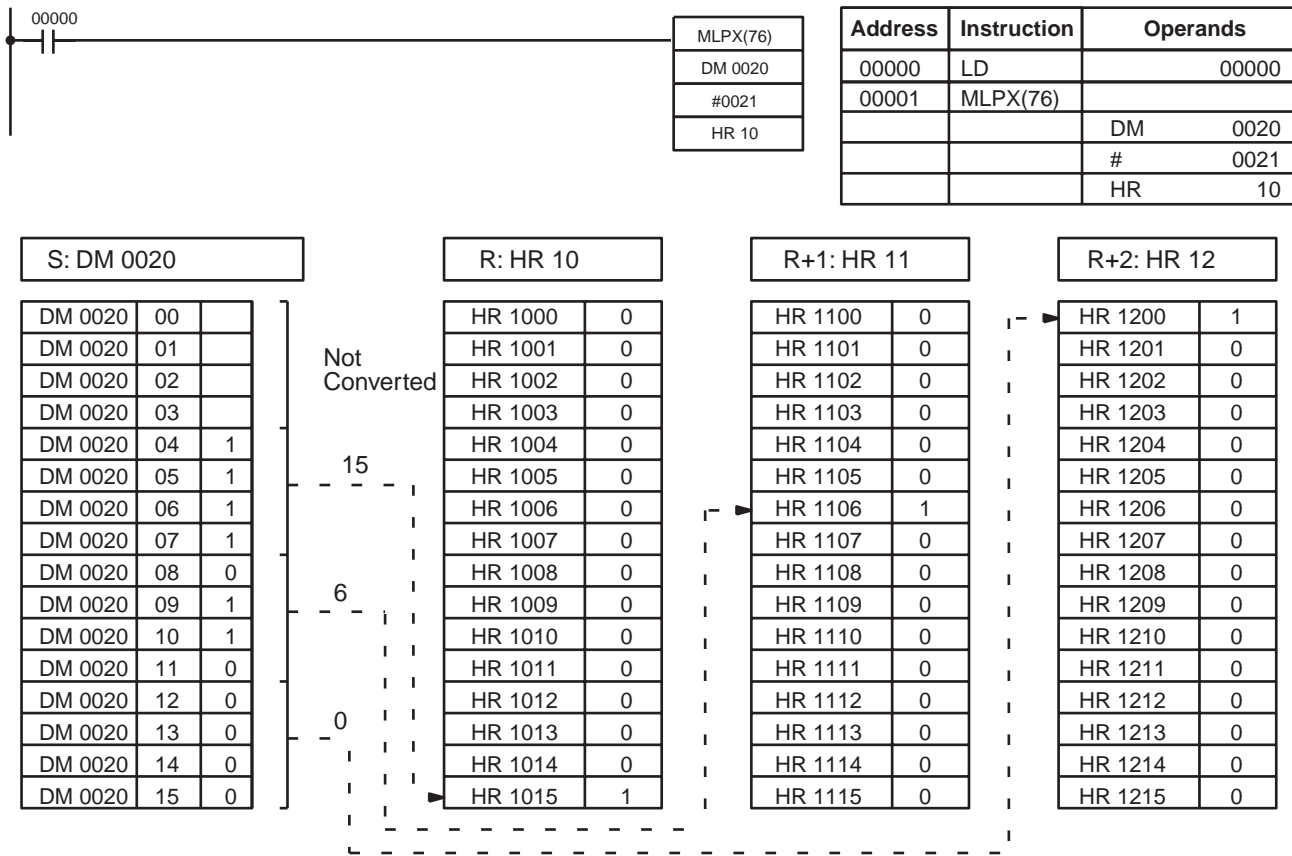 00000
MLPX(76)
DM 0020
#0021
HR 10
Address Instruction Operands
00000 LD 00000
00001 MLPX(76)
DM 0020
# 0021
HR 10
S: DM 0020 R: HR 10 R+1: HR 11 R+2: HR 12
DM 0020 00 HR 1000 0 HR 1100 0 HR 1200 1
DM 0020 01 Not HR 1001 0 HR 1101 0 HR 1201 0
DM 0020 02 Converted HR 1002 0 HR 1102 0 HR 1202 0
DM 0020 03 HR 1003 0 HR 1103 0 HR 1203 0
DM 0020 04 1 HR 1004 0 HR 1104 0 HR 1204 0
DM 0020 05 1 15 HR 1005 0 HR 1105 0 HR 1205 0
DM 0020 06 1 HR 1006 0 HR 1106 1 HR 1206 0
DM 0020 07 1 HR 1007 0 HR 1107 0 HR 1207 0
DM 0020 08 0 HR 1008 0 HR 1108 0 HR 1208 0
DM 0020 09 1 6 HR 1009 0 HR 1109 0 HR 1209 0
DM 0020 10 1 HR 1010 0 HR 1110 0 HR 1210 0
DM 0020 11 0 HR 1011 0 HR 1111 0 HR 1211 0
DM 0020 12 0 HR 1012 0 HR 1112 0 HR 1212 0
DM 0020 13 0 0 HR 1013 0 HR 1113 0 HR 1213 0
DM 0020 14 0 HR 1014 0 HR 1114 0 HR 1214 0
DM 0020 15 0 HR 1015 1 HR 1115 0 HR 1215 0